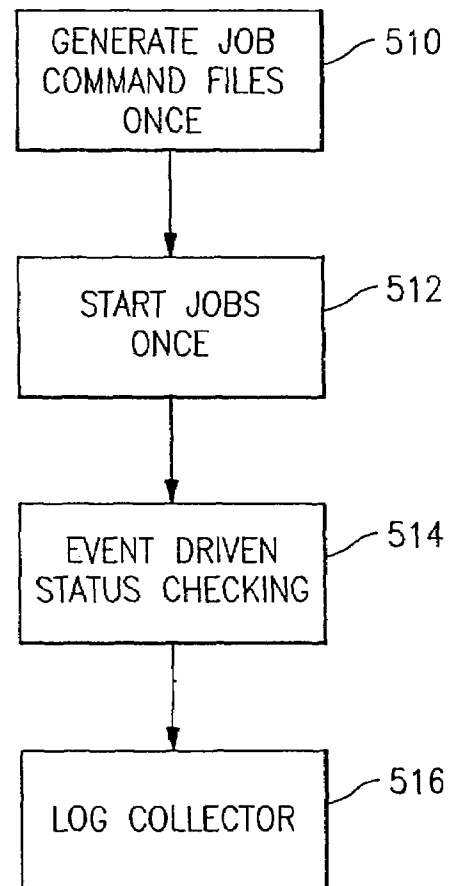 GENERATE JOB
COMMAND FILES
ONCE
510
START JOBS
ONCE
512
EVENT DRIVEN
STATUS CHECKING
514
LOG COLLECTOR
516